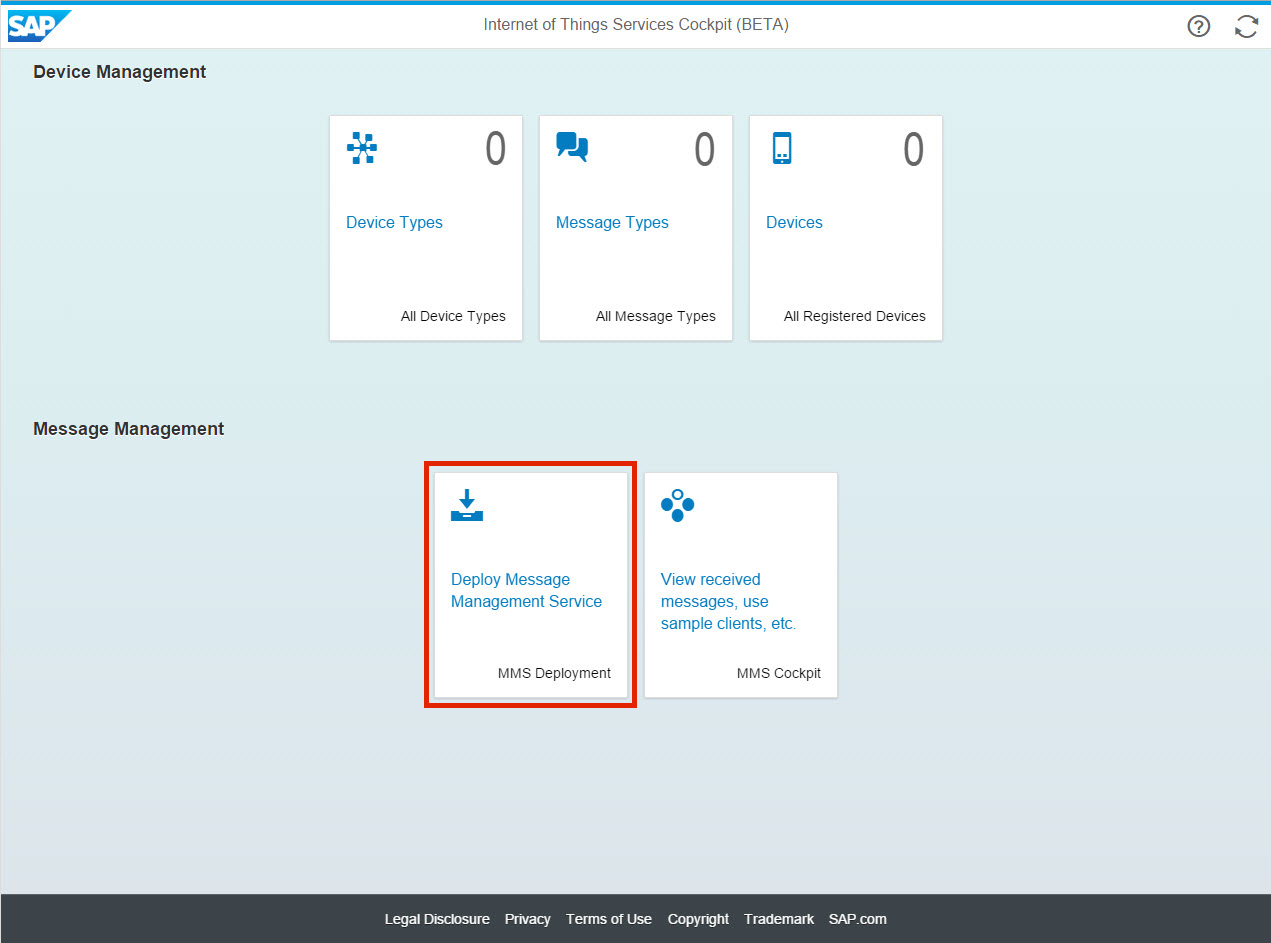 SAP
Internet of Things Services Cockpit (BETA)
?
Device Management
0
0
0
Device Types
Message Types
Devices
All Device Types
All Message Types
All Registered Devices
Message Management
Deploy Message
Management Service
MMS Deployment
View received
messages, use
sample clients, etc.
MMS Cockpit
Legal Disclosure Privacy Terms of Use Copyright Trademark SAP.com